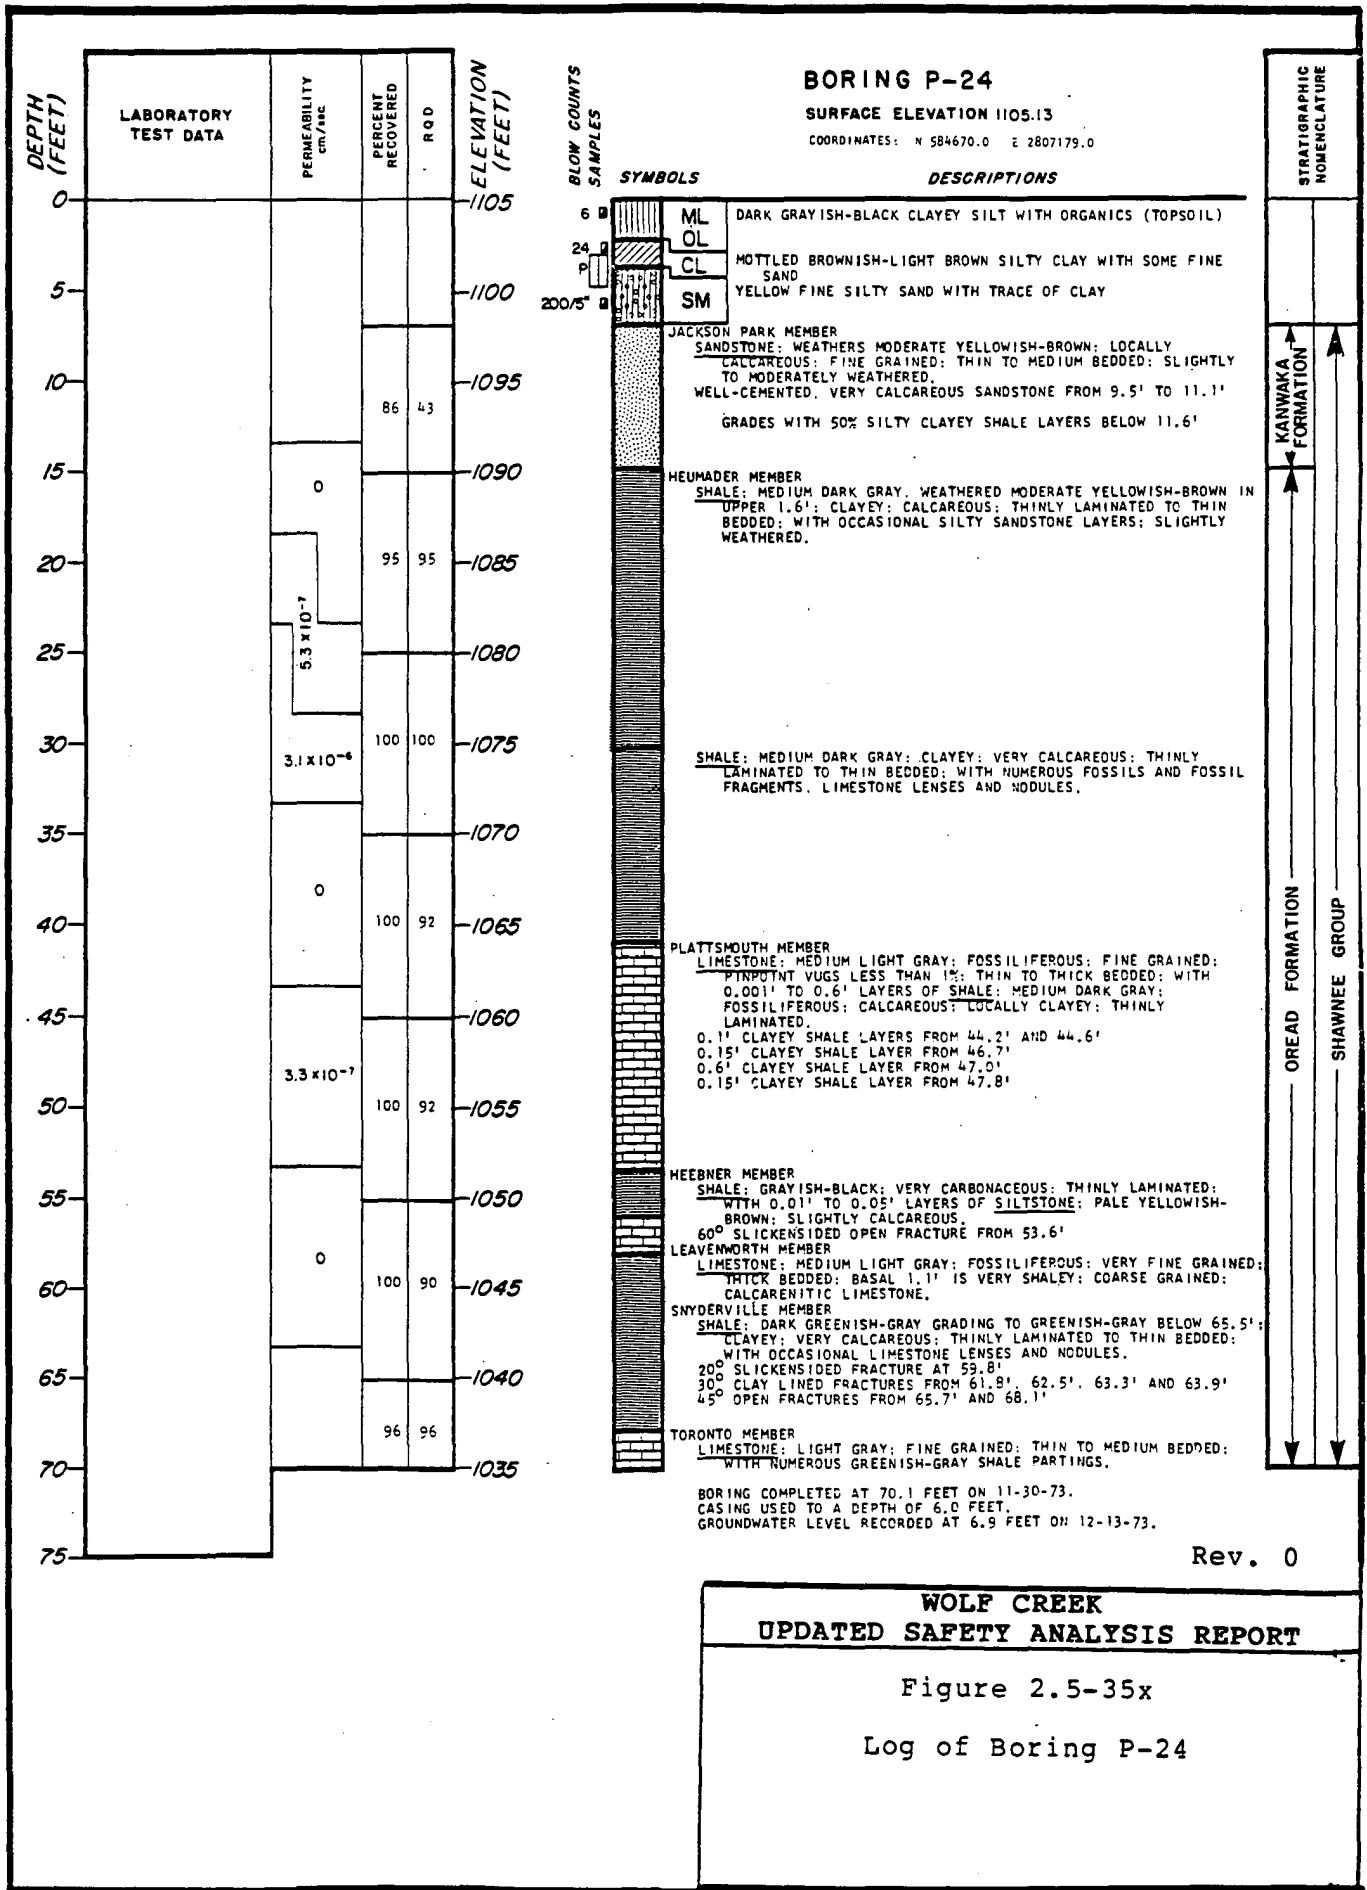 BORING P-24
SURFACE ELEVATION 1105.13
COORDINATES: N 584670.0 E 2807179.0
DEPTH (FEET)
LABORATORY TEST DATA
PERMEABILITY cm/sec
PERCENT RECOVERED
RQD
ELEVATION (FEET)
BLOW COUNTS
SAMPLES
SYMBOLS
DESCRIPTIONS
STRATIGRAPHIC NOMENCLATURE
0
5
10
15
20
25
30
35
40
45
50
55
60
65
70
75
0
5.3 x 10-7
3.1 x 10-6
0
3.3 x 10-7
0
86 43
95 95
100 100
100 92
100 92
100 90
96 96
1105
1100
1095
1090
1085
1080
1075
1070
1065
1060
1055
1050
1045
1040
1035
6
24
P
200/5"
ML
OL
CL
SM
DARK GRAYISH-BLACK CLAYEY SILT WITH ORGANICS (TOPSOIL)
MOTTLED BROWNISH-LIGHT BROWN SILTY CLAY WITH SOME FINE
SAND
YELLOW FINE SILTY SAND WITH TRACE OF CLAY
JACKSON PARK MEMBER
SANDSTONE: WEATHERS MODERATE YELLOWISH-BROWN: LOCALLY
CALCAREOUS: FINE GRAINED: THIN TO MEDIUM BEDDED: SLIGHTLY
TO MODERATELY WEATHERED.
WELL-CEMENTED, VERY CALCAREOUS SANDSTONE FROM 9.5' TO 11.1'
GRADES WITH 50% SILTY CLAYEY SHALE LAYERS BELOW 11.6'
HEUMADER MEMBER
SHALE: MEDIUM DARK GRAY. WEATHERED MODERATE YELLOWISH-BROWN IN
UPPER 1.6': CLAYEY: CALCAREOUS: THINLY LAMINATED TO THIN
BEDDED: WITH OCCASIONAL SILTY SANDSTONE LAYERS: SLIGHTLY
WEATHERED.
SHALE: MEDIUM DARK GRAY: CLAYEY: VERY CALCAREOUS: THINLY
LAMINATED TO THIN BEDDED: WITH NUMEROUS FOSSILS AND FOSSIL
FRAGMENTS. LIMESTONE LENSES AND NODULES.
PLATTSMOUTH MEMBER
LIMESTONE: MEDIUM LIGHT GRAY: FOSSILIFEROUS: FINE GRAINED:
PINPOINT VUGS LESS THAN 1%: THIN TO THICK BEDDED: WITH
0.001' TO 0.6' LAYERS OF SHALE: MEDIUM DARK GRAY:
FOSSILIFEROUS: CALCAREOUS: LOCALLY CLAYEY: THINLY
LAMINATED.
0.1' CLAYEY SHALE LAYERS FROM 44.2' AND 44.6'
0.15' CLAYEY SHALE LAYER FROM 46.7'
0.6' CLAYEY SHALE LAYER FROM 47.0'
0.15' CLAYEY SHALE LAYER FROM 47.8'
HEEBNER MEMBER
SHALE: GRAYISH-BLACK: VERY CARBONACEOUS: THINLY LAMINATED:
WITH 0.01' TO 0.05' LAYERS OF SILTSTONE: PALE YELLOWISH-
BROWN: SLIGHTLY CALCAREOUS.
60° SLICKENSIDED OPEN FRACTURE FROM 53.6'
LEAVENWORTH MEMBER
LIMESTONE: MEDIUM LIGHT GRAY: FOSSILIFEROUS: VERY FINE GRAINED:
THICK BEDDED: BASAL 1.1' IS VERY SHALEY: COARSE GRAINED:
CALCARENITIC LIMESTONE.
SNYDERVILLE MEMBER
SHALE: DARK GREENISH-GRAY GRADING TO GREENISH-GRAY BELOW 65.5':
CLAYEY: VERY CALCAREOUS: THINLY LAMINATED TO THIN BEDDED:
WITH OCCASIONAL LIMESTONE LENSES AND NODULES.
20° SLICKENSIDED FRACTURE AT 59.8'
30° CLAY LINED FRACTURES FROM 61.8', 62.5', 63.3' AND 63.9'
45° OPEN FRACTURES FROM 65.7' AND 68.1'
TORONTO MEMBER
LIMESTONE: LIGHT GRAY: FINE GRAINED: THIN TO MEDIUM BEDDED:
WITH NUMEROUS GREENISH-GRAY SHALE PARTINGS.
BORING COMPLETED AT 70.1 FEET ON 11-30-73.
CASING USED TO A DEPTH OF 6.0 FEET.
GROUNDWATER LEVEL RECORDED AT 6.9 FEET ON 12-13-73.
KANWAKA FORMATION
OREAD FORMATION
SHAWNEE GROUP
Rev. 0
WOLF CREEK
UPDATED SAFETY ANALYSIS REPORT
Figure 2.5-35x
Log of Boring P-24